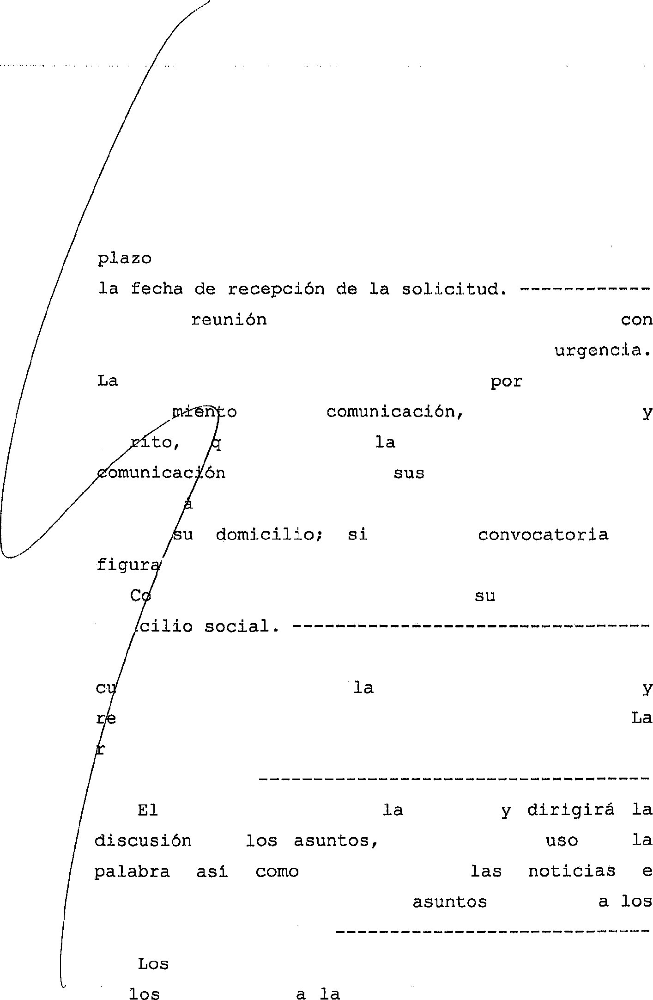 plazo
la fecha de recepción de la solicitud. ------------
reunión con
urgencia.
La por
miento comunicación, y
rito, q la
comunicación sus
á
su domicilio; si convocatoria
figura
Co su
cilio social. ---------------------------------
cu la y
re La
r
------------------------------------
El la y dirigirá la
discusión los asuntos, uso la
palabra así como las noticias e
asuntos a los
-----------------------------
Los
los a la